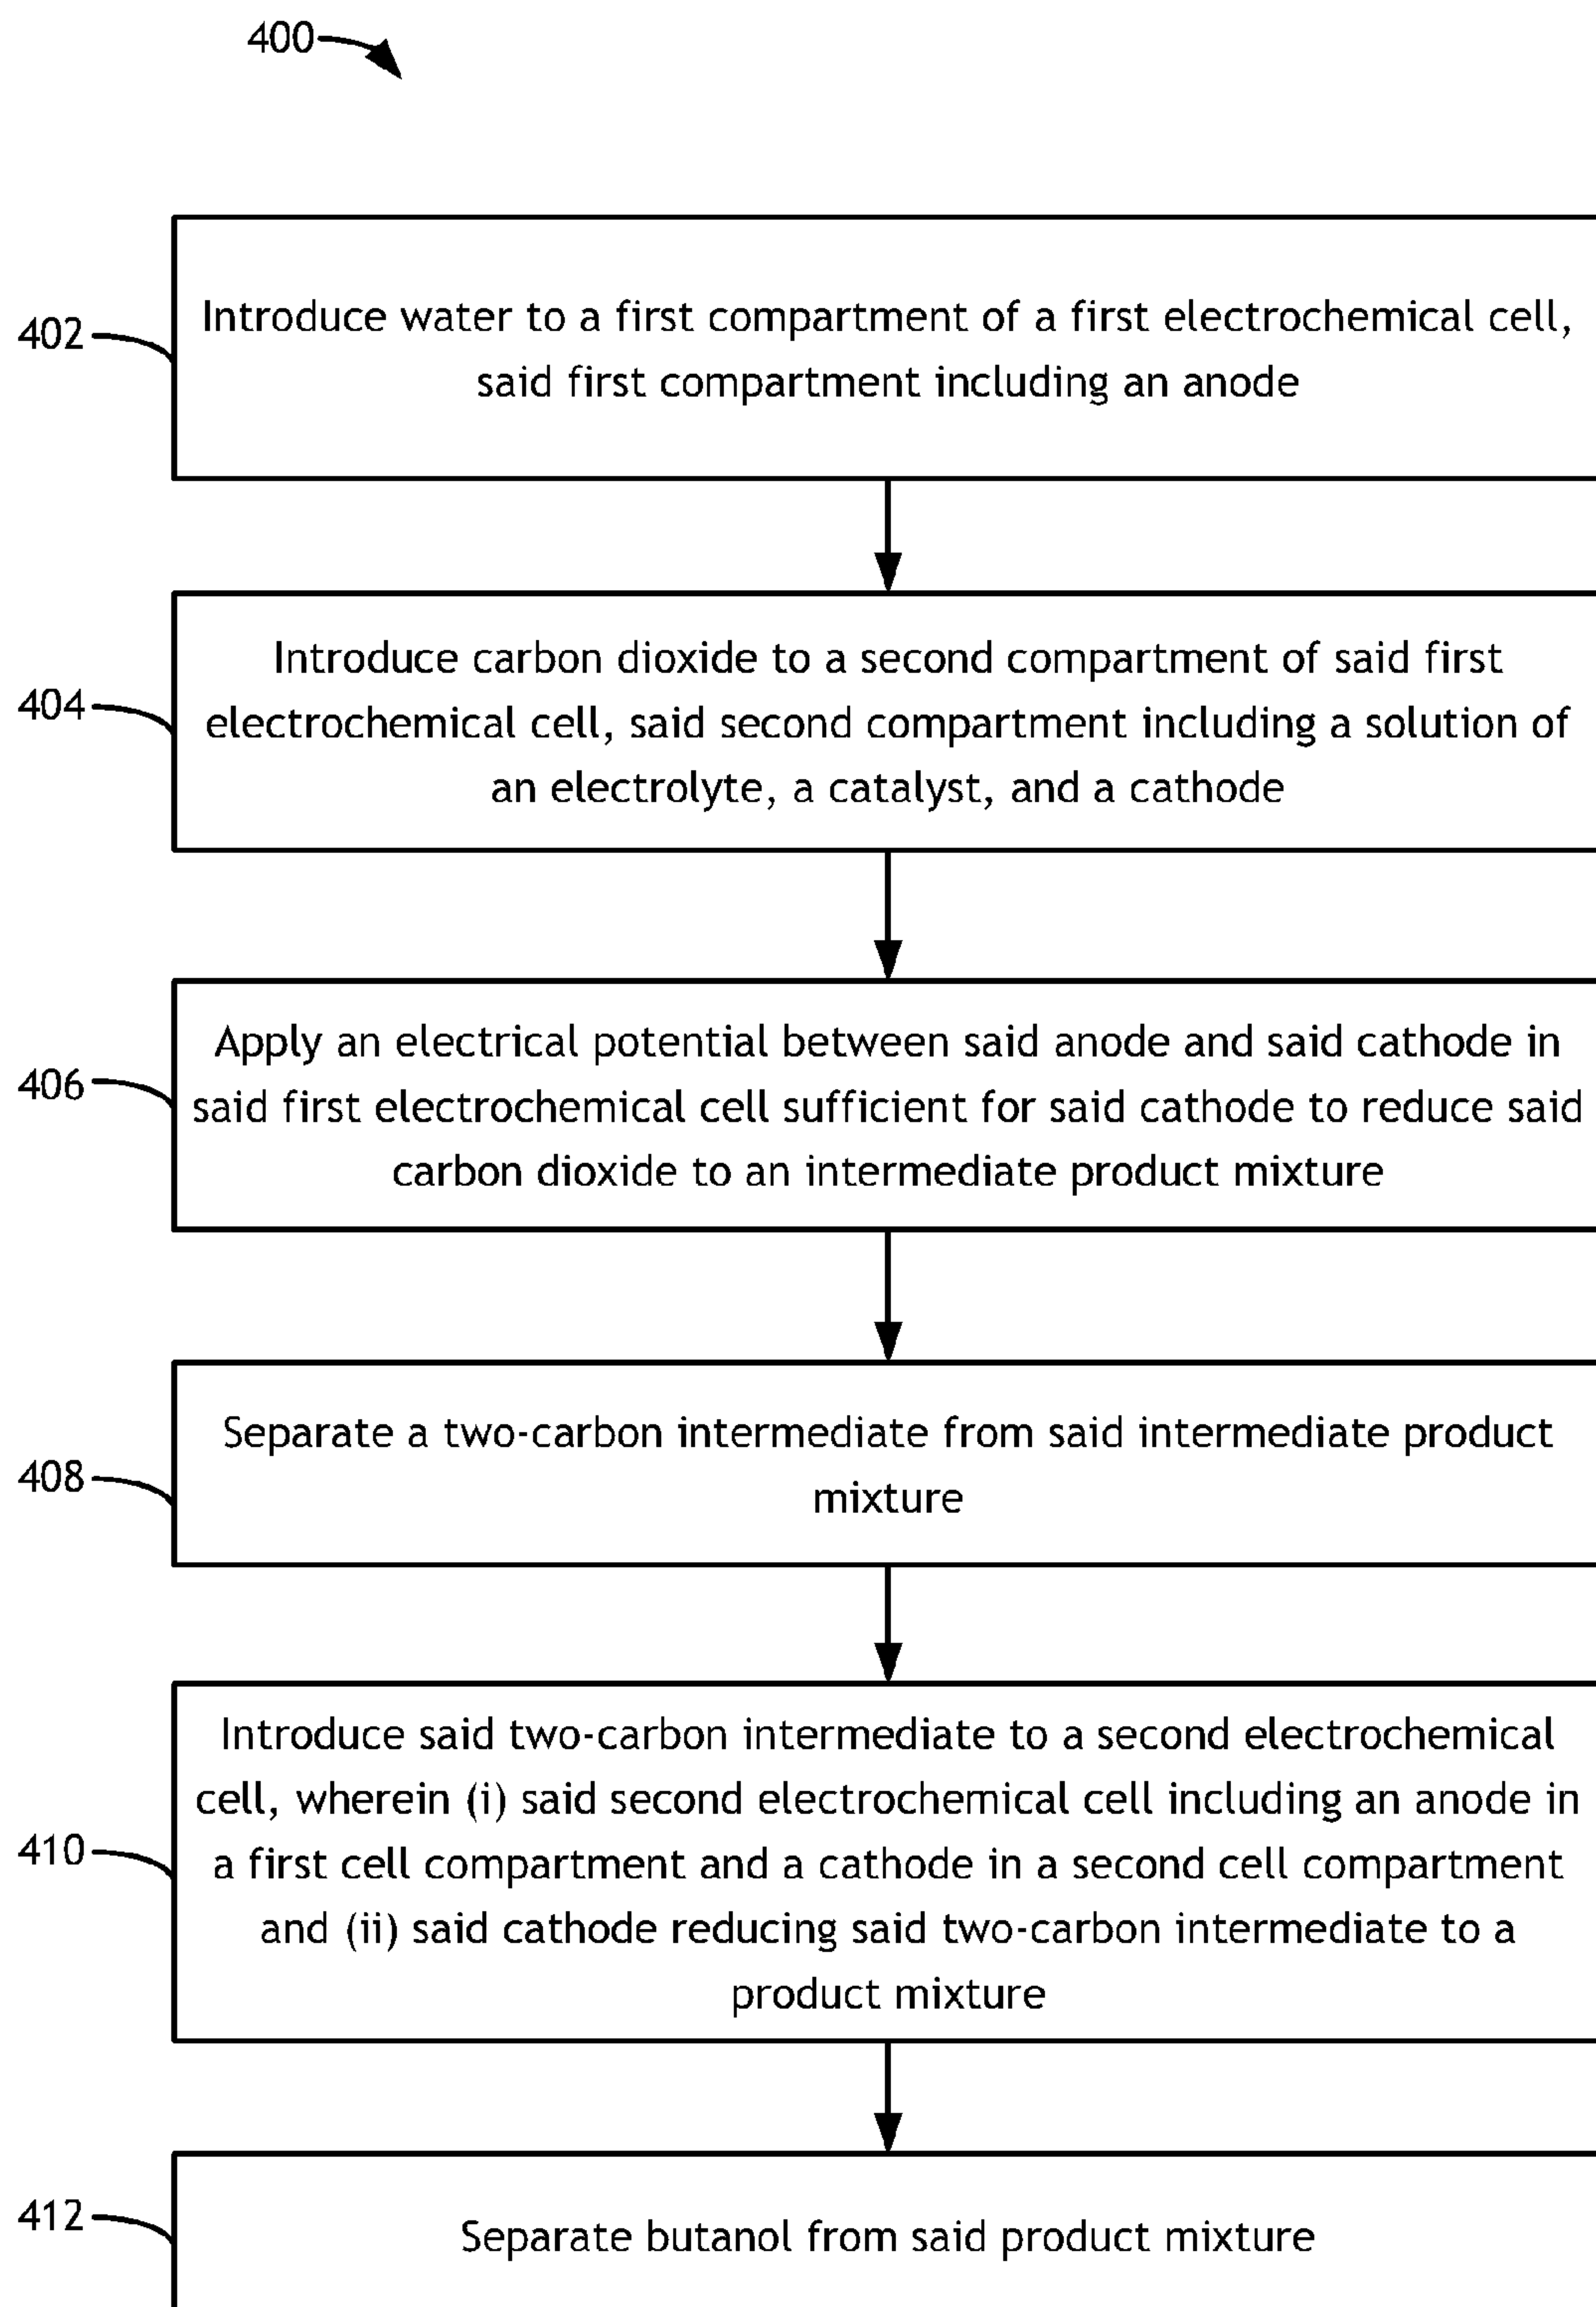 400
402
Introduce water to a first compartment of a first electrochemical cell,
said first compartment including an anode
404
Introduce carbon dioxide to a second compartment of said first
electrochemical cell, said second compartment including a solution of
an electrolyte, a catalyst, and a cathode
406
Apply an electrical potential between said anode and said cathode in
said first electrochemical cell sufficient for said cathode to reduce said
carbon dioxide to an intermediate product mixture
408
Separate a two-carbon intermediate from said intermediate product
mixture
410
Introduce said two-carbon intermediate to a second electrochemical
cell, wherein (i) said second electrochemical cell including an anode in
a first cell compartment and a cathode in a second cell compartment
and (ii) said cathode reducing said two-carbon intermediate to a
product mixture
412
Separate butanol from said product mixture